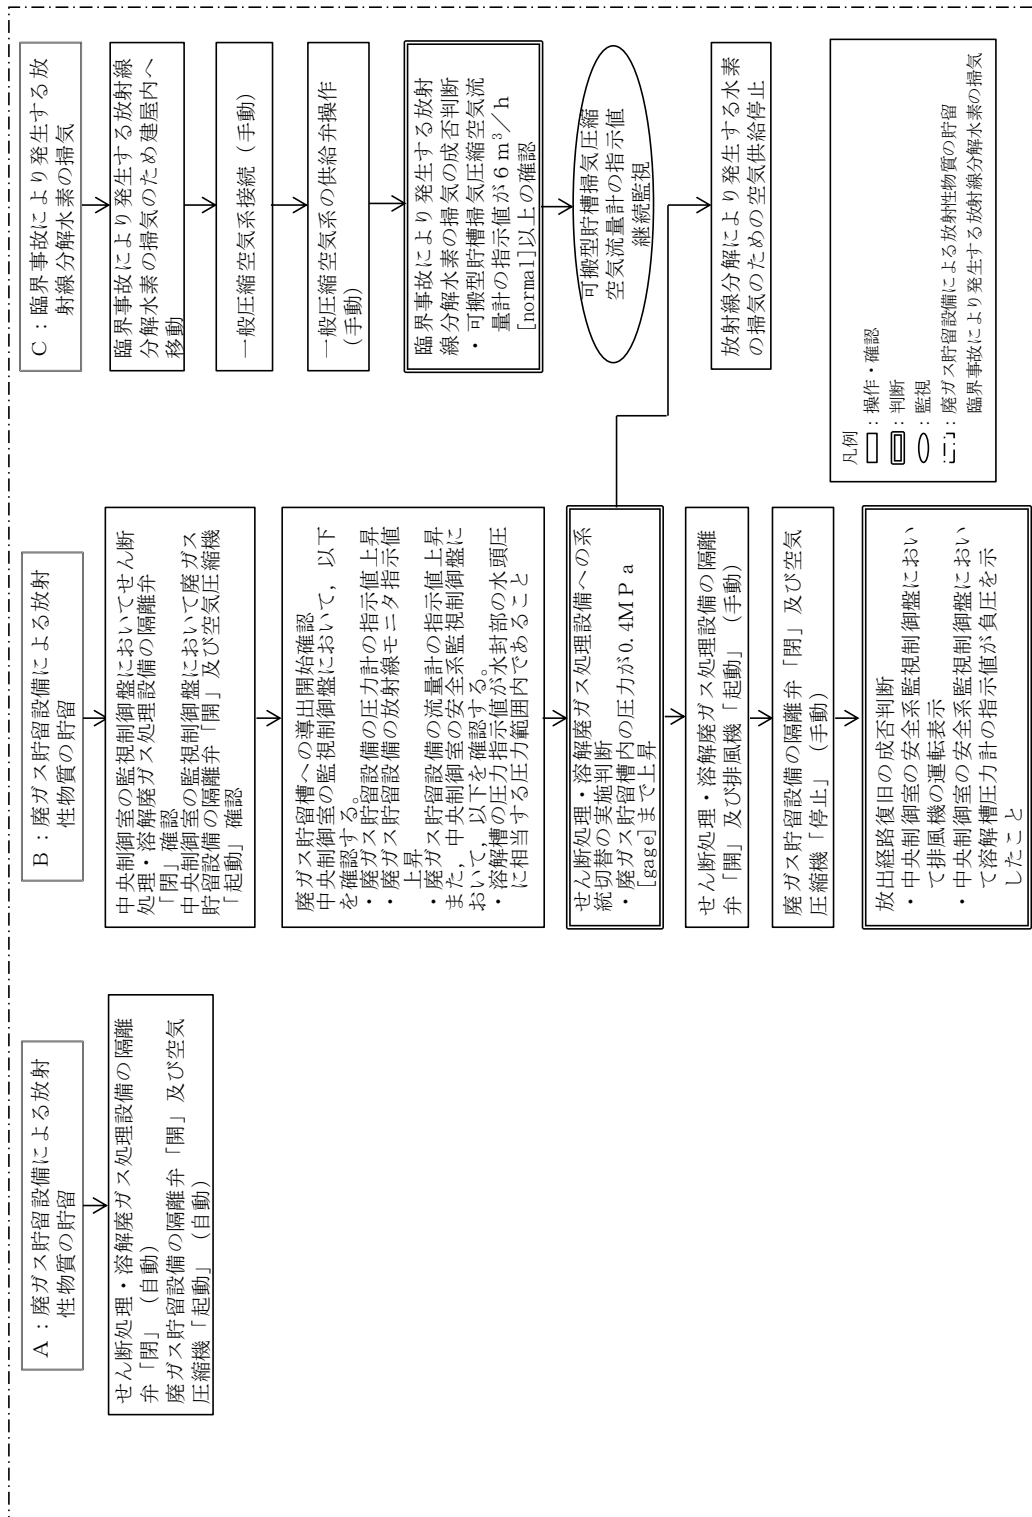 A：廃ガス貯留設備による放射
性物質の貯留
せん断処理・溶解廃ガス処理設備の隔離
弁「閉」（自動）
廃ガス貯留設備の隔離弁「開」及び空気
圧縮機「起動」（自動）
B：廃ガス貯留設備による放射
性物質の貯留
中央制御室の監視制御盤においてせん断
処理・溶解廃ガス処理設備の隔離弁
「閉」確認
中央制御室の監視制御盤において廃ガス
貯留設備の隔離弁「開」及び空気圧縮機
「起動」確認
廃ガス貯留槽への導出開始確認
中央制御室の監視制御盤において，以下
を確認する。
・廃ガス貯留設備の圧力計の指示値上昇
・廃ガス貯留設備の放射線モニタ指示値
上昇
・廃ガス貯留設備の流量計の指示値上昇
また，中央制御室の安全系監視制御盤に
おいて，以下を確認する。
・溶解槽の圧力指示値が水封部の水頭圧
に相当する圧力範囲内であること
せん断処理・溶解廃ガス処理設備への系
統切替の実施判断
・廃ガス貯留槽内の圧力が0.4MPa
[gage]まで上昇
せん断処理・溶解廃ガス処理設備の隔離
弁「開」及び排風機「起動」（手動）
廃ガス貯留設備の隔離弁「閉」及び空気
圧縮機「停止」（手動）
放出経路復旧の成否判断
・中央制御室の安全系監視制御盤におい
て排風機の運転表示
・中央制御室の安全系監視制御盤におい
て溶解槽圧力計の指示値が負圧を示
したこと
C：臨界事故により発生する放
射線分解水素の掃気
臨界事故により発生する放射線
分解水素の掃気のため建屋内へ
移動
一般圧縮空気系接続（手動）
一般圧縮空気系の供給弁操作
（手動）
臨界事故により発生する放射
線分解水素の掃気の成否判断
・可搬型貯槽掃気圧縮空気流
量計の指示値が6m³／h
[normal]以上の確認
可搬型貯槽掃気圧縮
空気流量計の指示値
継続監視
放射線分解により発生する水素
の掃気のための空気供給停止
凡例
：操作・確認
：判断
：監視
：廃ガス貯留設備による放射性物質の貯留
臨界事故により発生する放射線分解水素の掃気